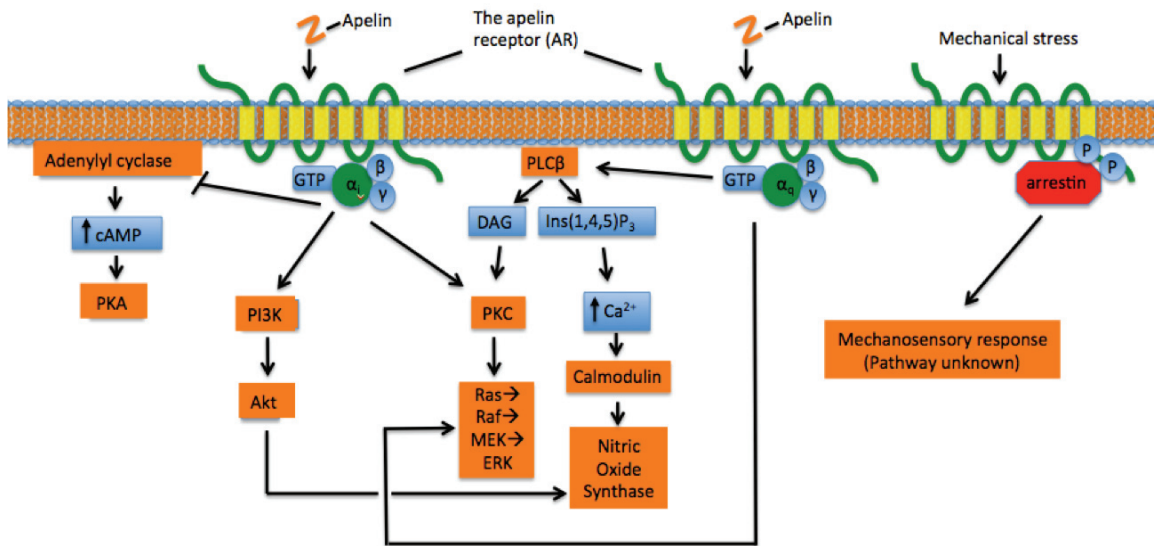 Apelin
The apelin
receptor (AR)
Apelin
Mechanical stress
Adenylyl cyclase
GTP
αi
β
γ
PLCβ
GTP
αq
β
γ
P
P
arrestin
↑ cAMP
DAG
Ins(1,4,5)P₃
PKA
PI3K
PKC
↑ Ca²⁺
Mechanosensory response
(Pathway unknown)
Akt
Ras→
Raf→
MEK→
ERK
Calmodulin
Nitric
Oxide
Synthase